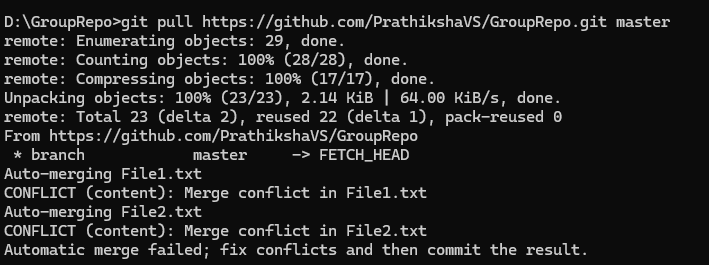 D:\GroupRepo>git pull https://github.com/PrathikshaVS/GroupRepo.git master
remote: Enumerating objects: 29, done.
remote: Counting objects: 100% (28/28), done.
remote: Compressing objects: 100% (17/17), done.
Unpacking objects: 100% (23/23), 2.14 KiB | 64.00 KiB/s, done.
remote: Total 23 (delta 2), reused 22 (delta 1), pack-reused 0
From https://github.com/PrathikshaVS/GroupRepo
 * branch            master     -> FETCH_HEAD
Auto-merging File1.txt
CONFLICT (content): Merge conflict in File1.txt
Auto-merging File2.txt
CONFLICT (content): Merge conflict in File2.txt
Automatic merge failed; fix conflicts and then commit the result.